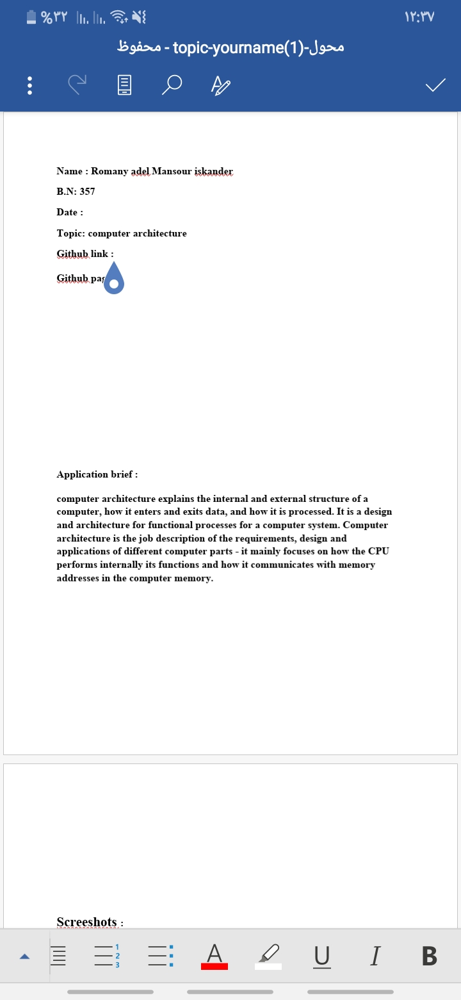 %٣٢
١٢:٣٧
محول-topic-yourname(1) - محفوظ
Name : Romany adel Mansour iskander
B.N: 357
Date :
Topic: computer architecture
Github link :
Github
Application brief :
computer architecture explains the internal and external structure of a
computer, how it enters and exits data, and how it is processed. It is a design
and architecture for functional processes for a computer system. Computer
architecture is the job description of the requirements, design and
applications of different computer parts - it mainly focuses on how the CPU
performs internally its functions and how it communicates with memory
addresses in the computer memory.
Screeshots :
1
2
3
A
U
I
B